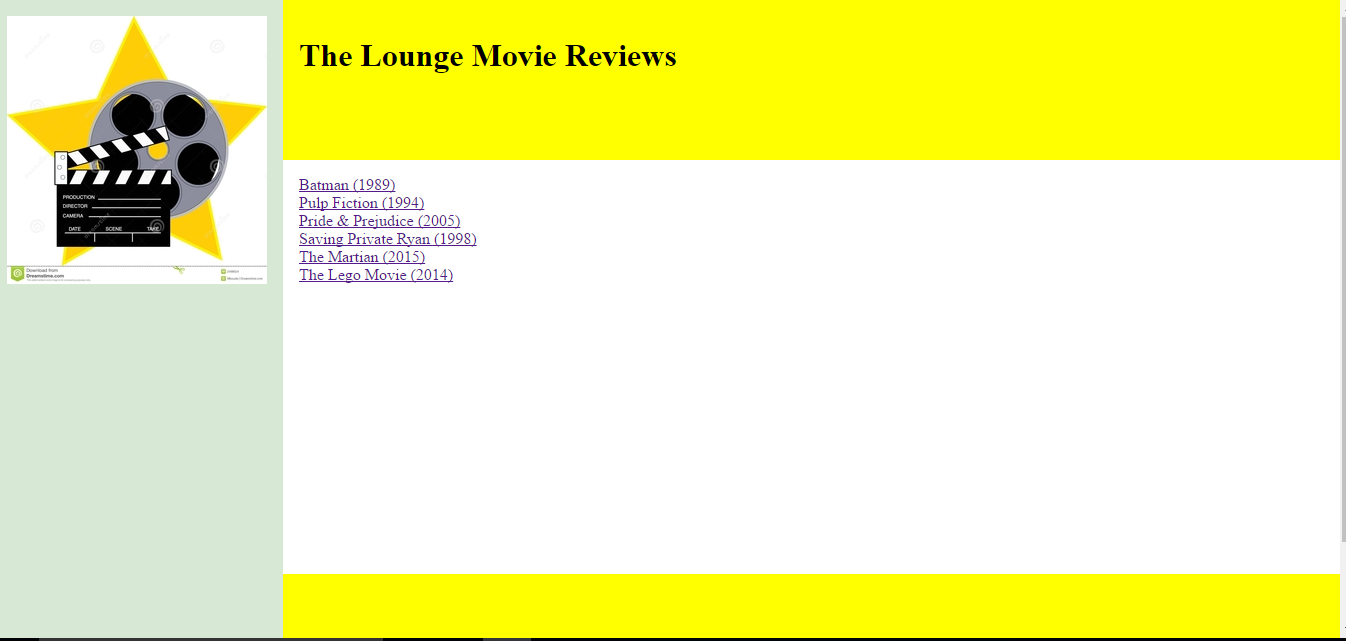 The Lounge Movie Reviews
PRODUCTION
DIRECTOR
CAMERA
DATE SCENE TAKE
Download from
Dreamstime.com
Batman (1989)
Pulp Fiction (1994)
Pride & Prejudice (2005)
Saving Private Ryan (1998)
The Martian (2015)
The Lego Movie (2014)